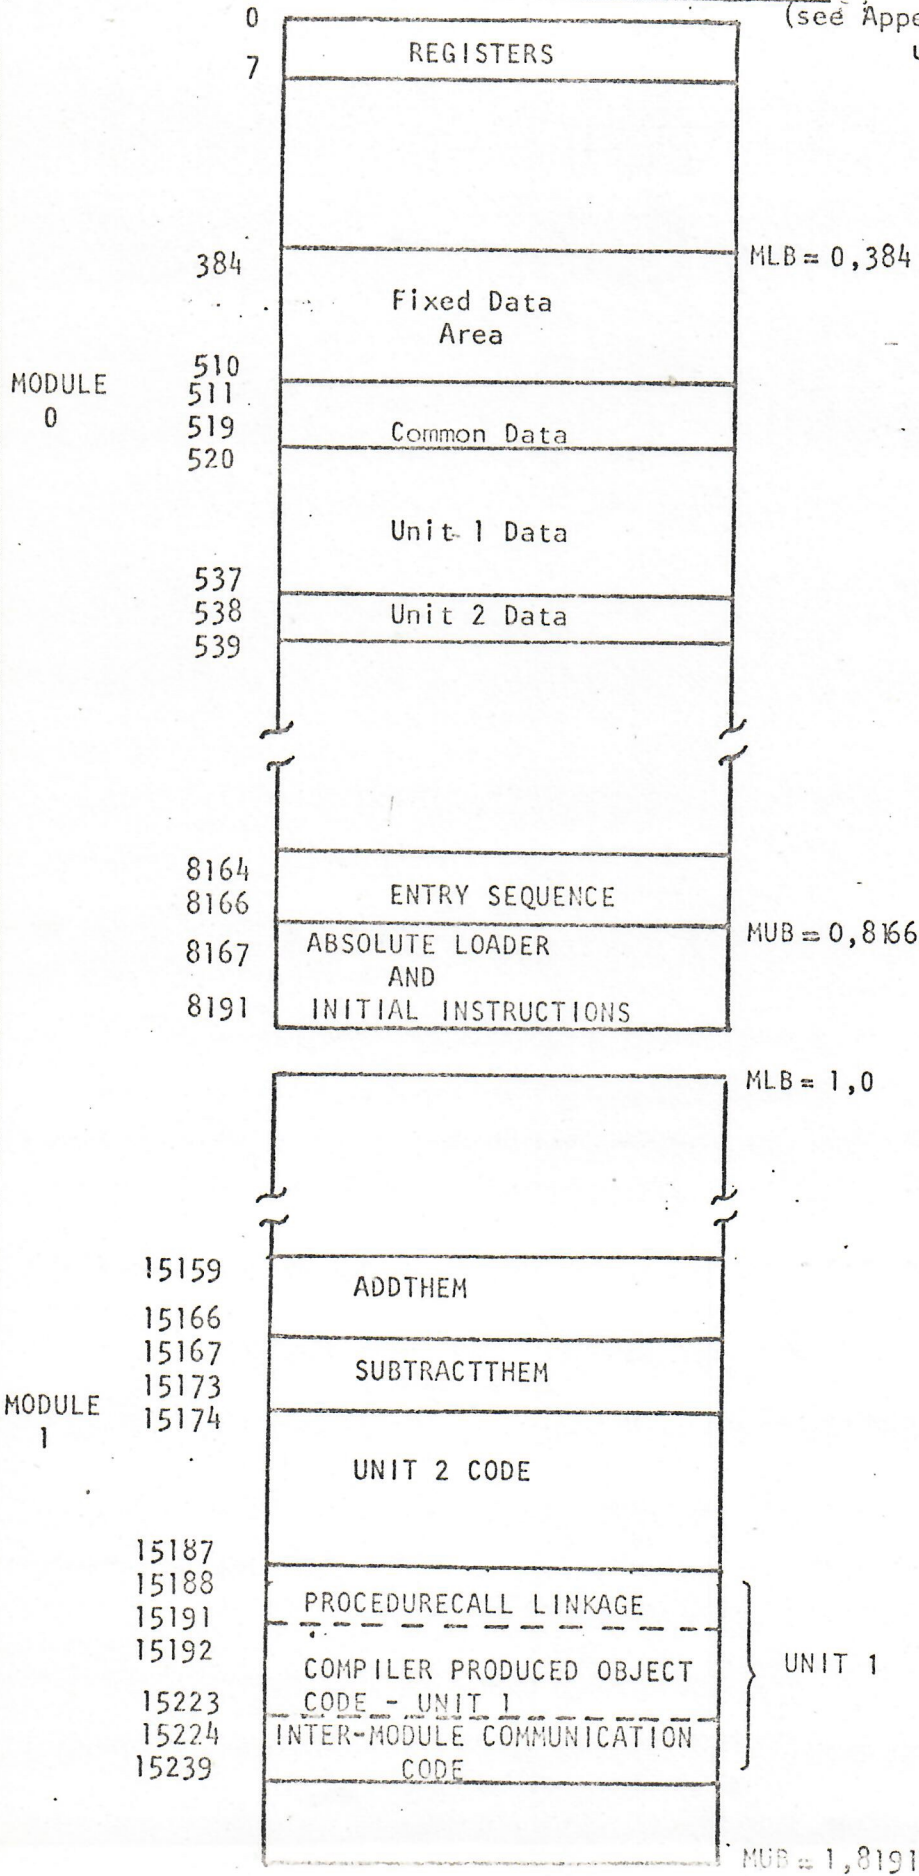 (see Appe
0
REGISTERS
u
7
384
MLB = 0,384
Fixed Data
Area
510
MODULE
0
511
519
Common Data
520
Unit 1 Data
537
538
Unit 2 Data
539
8164
8166
ENTRY SEQUENCE
MUB = 0,8166
8167
ABSOLUTE LOADER
AND
8191
INITIAL INSTRUCTIONS
MLB = 1,0
15159
ADDTHEM
15166
15167
SUBTRACTTHEM
15173
MODULE
1
15174
UNIT 2 CODE
15187
15188
PROCEDURECALL LINKAGE
15191
15192
COMPILER PRODUCED OBJECT
CODE - UNIT 1
UNIT 1
15223
15224
INTER-MODULE COMMUNICATION
CODE
15239
MUB = 1,8191